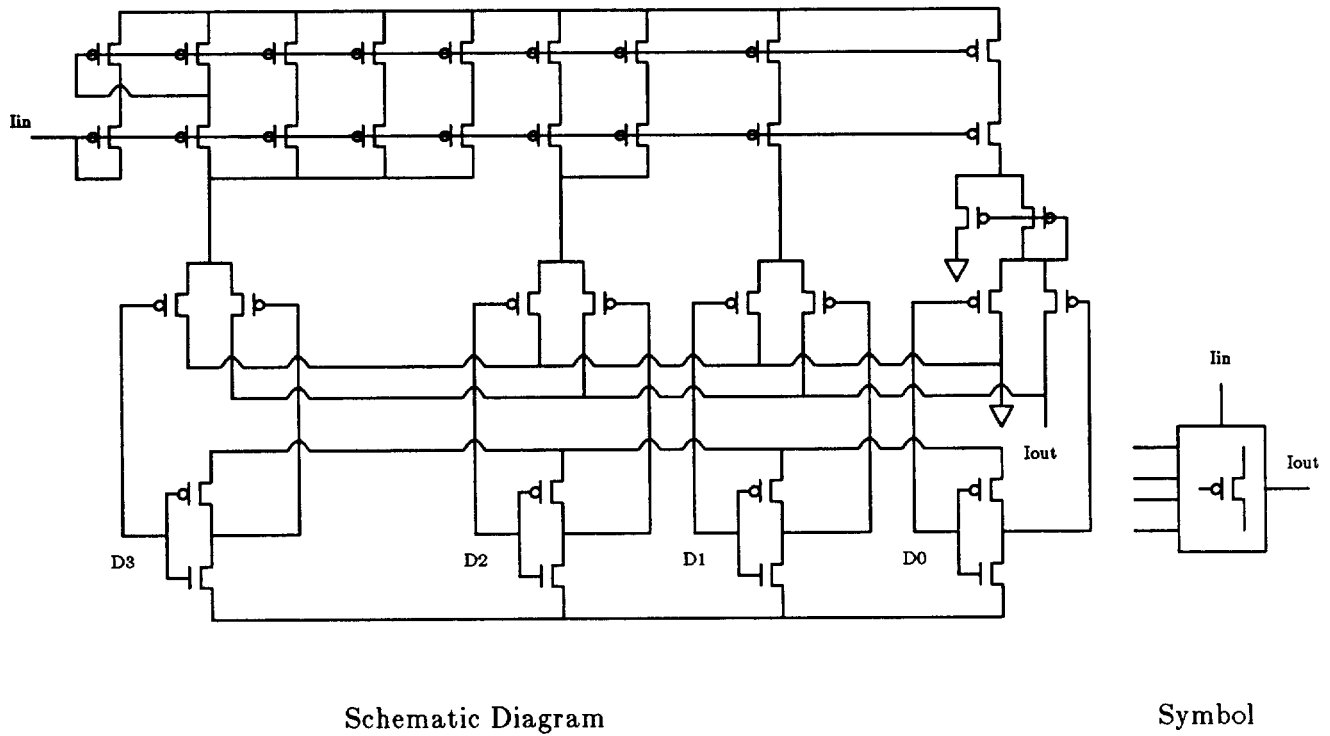 Iin
Iin
Iout
Iout
D3
D2
D1
D0
Schematic Diagram
Symbol